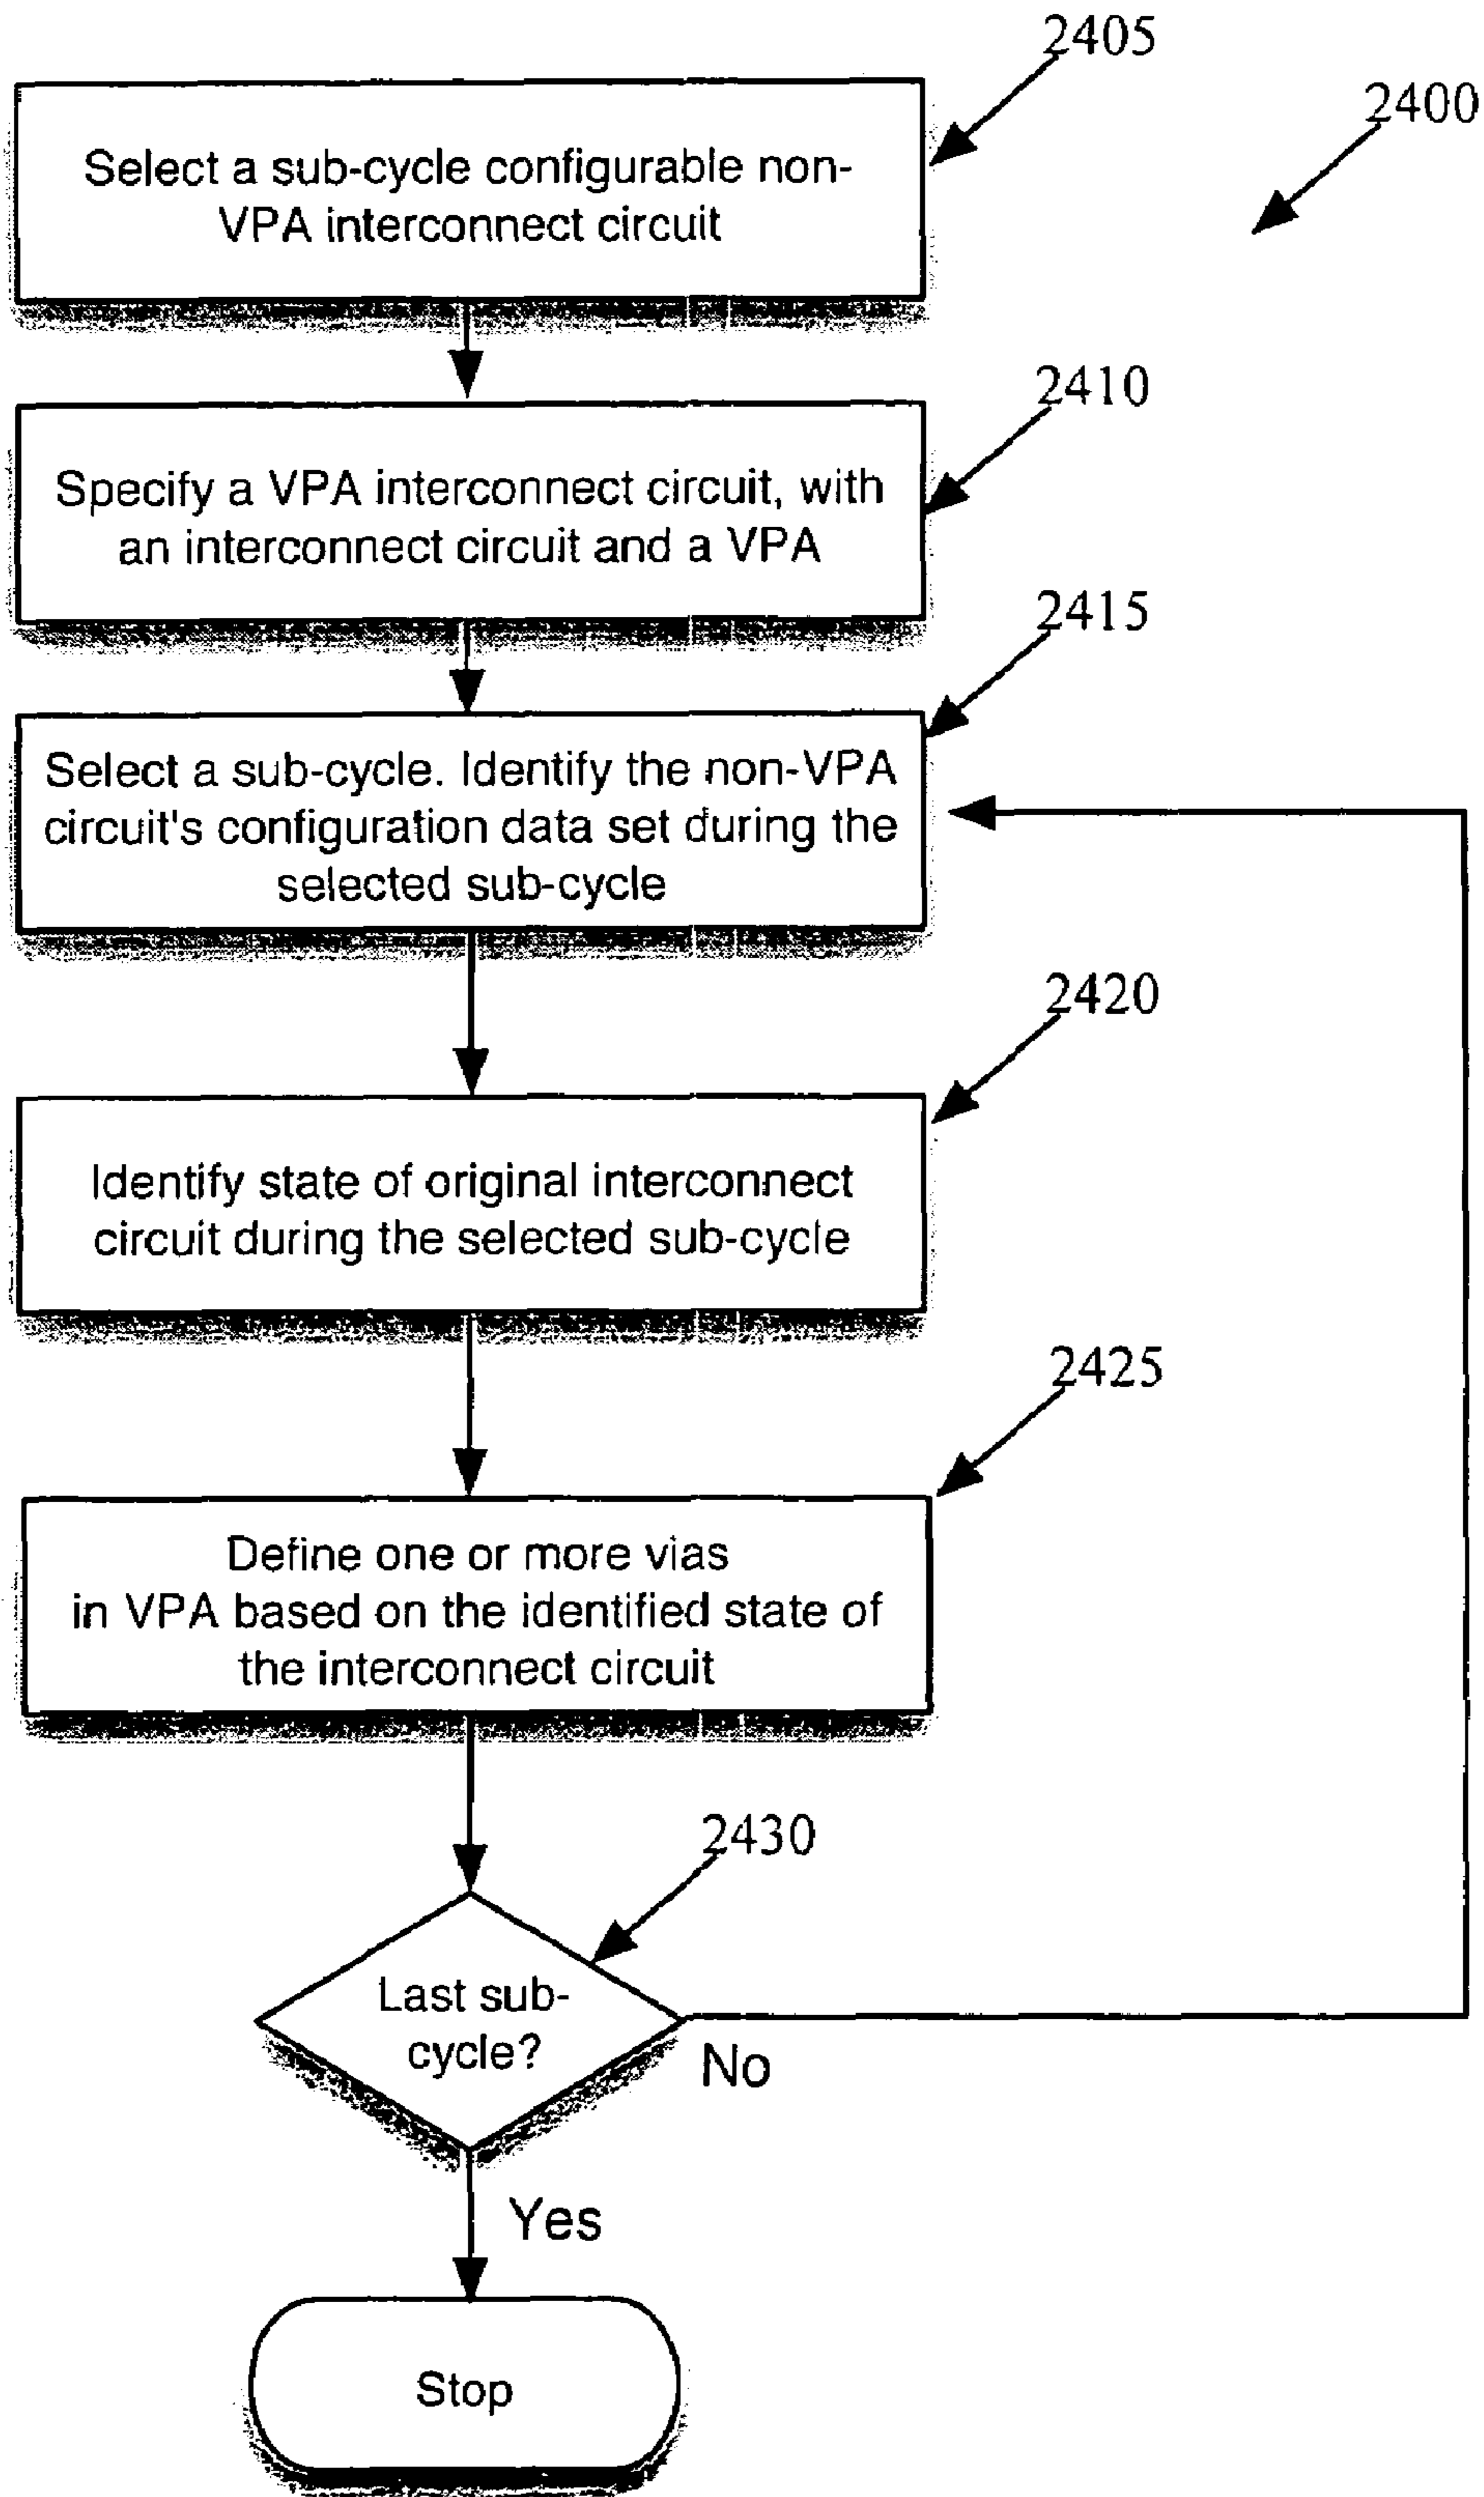 2405
2400
Select a sub-cycle configurable non-
VPA interconnect circuit
2410
Specify a VPA interconnect circuit, with
an interconnect circuit and a VPA
2415
Select a sub-cycle. Identify the non-VPA
circuit's configuration data set during the
selected sub-cycle
2420
Identify state of original interconnect
circuit during the selected sub-cycle
2425
Define one or more vias
in VPA based on the identified state of
the interconnect circuit
2430
Last sub-
cycle?
No
Yes
Stop